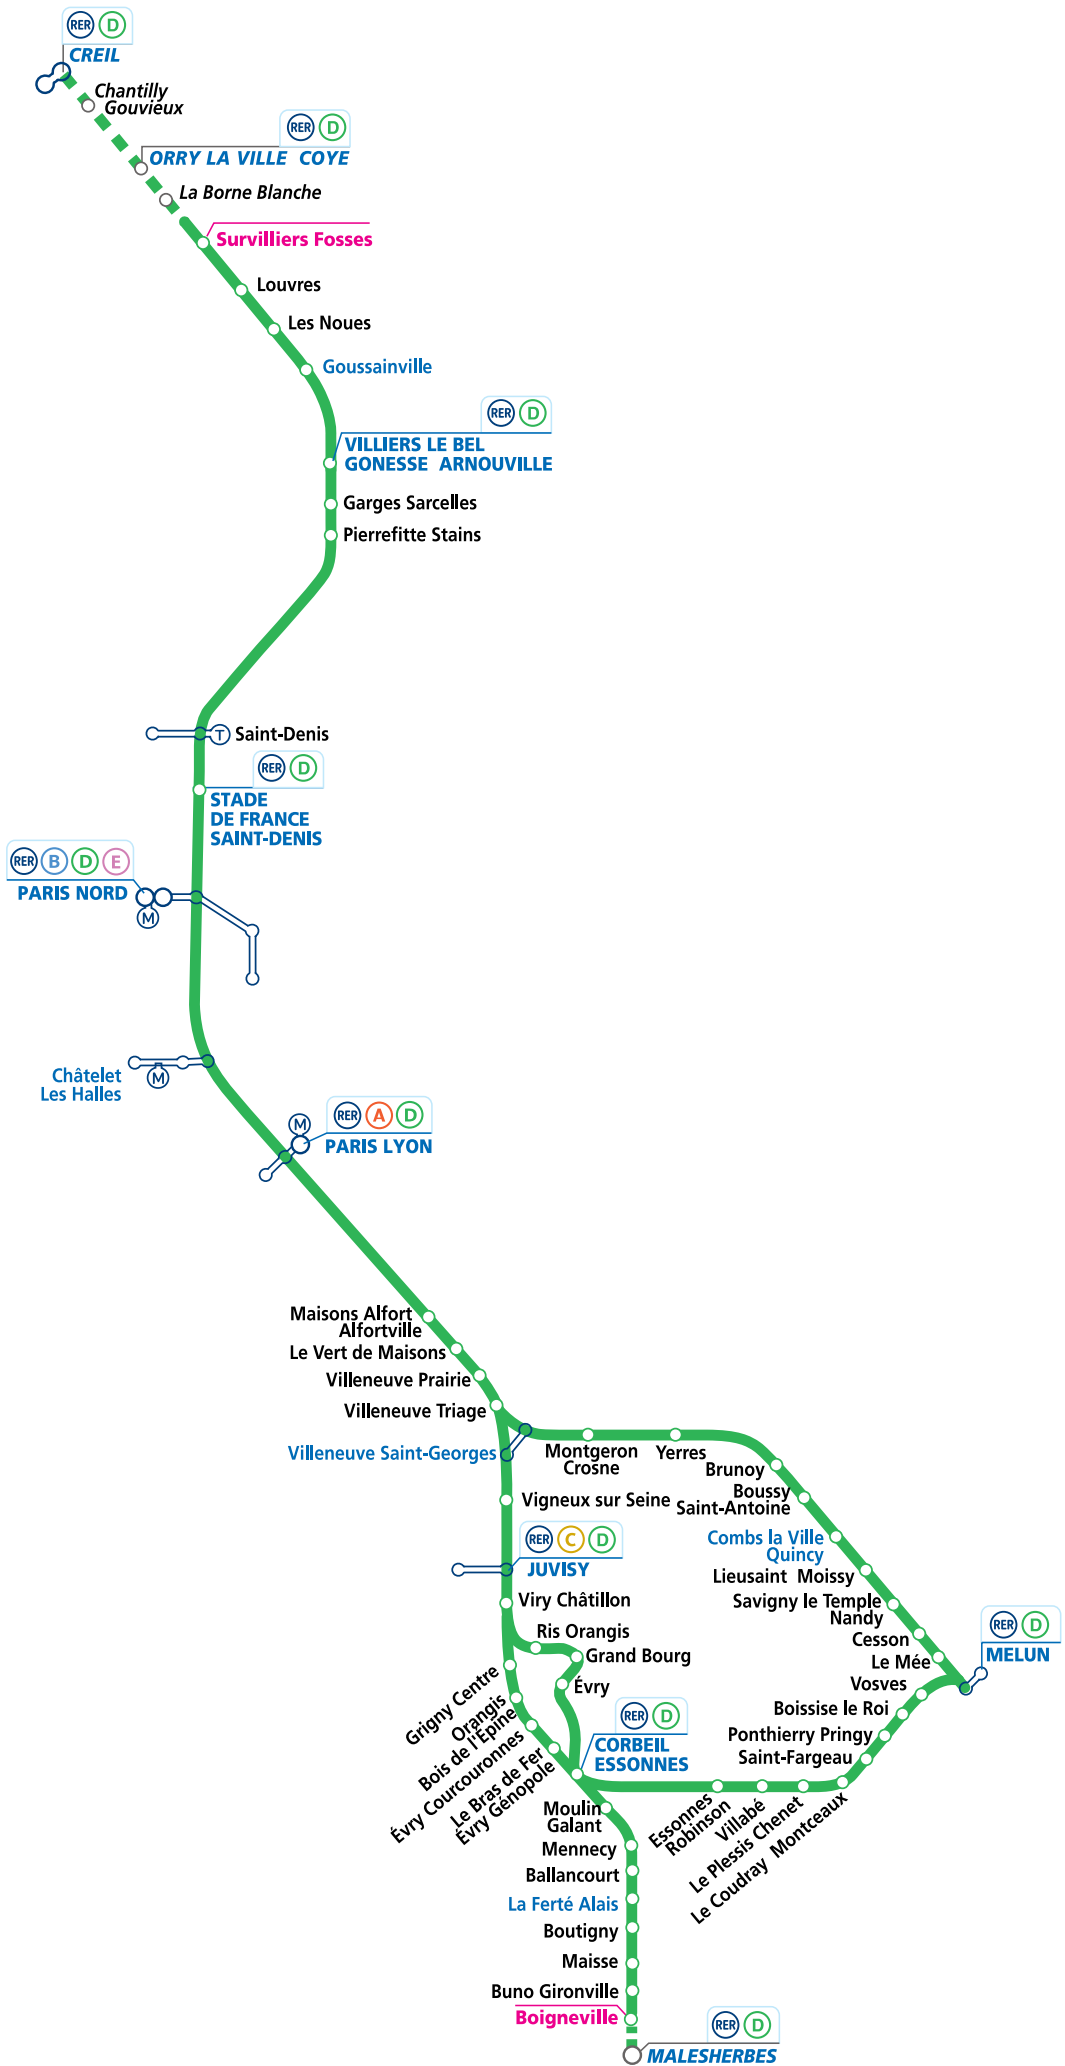 RER D
CREIL
Chantilly
Gouvieux
RER D
ORRY LA VILLE COYE
La Borne Blanche
Survilliers Fosses
Louvres
Les Noues
Goussainville
RER D
VILLIERS LE BEL
GONESSE ARNOUVILLE
Garges Sarcelles
Pierrefitte Stains
T Saint-Denis
RER D
STADE
DE FRANCE
SAINT-DENIS
RER B D E
PARIS NORD
M
Châtelet
Les Halles
M
M
RER A D
PARIS LYON
Maisons Alfort
Alfortville
Le Vert de Maisons
Villeneuve Prairie
Villeneuve Triage
Villeneuve Saint-Georges
Montgeron
Crosne
Yerres
Brunoy
Boussy
Saint-Antoine
Combs la Ville
Quincy
Lieusaint Moissy
Savigny le Temple
Nandy
Cesson
Le Mée
RER D
MELUN
Vosves
Boissise le Roi
Ponthierry Pringy
Saint-Fargeau
Vigneux sur Seine
RER C D
JUVISY
Viry Châtillon
Ris Orangis
Grand Bourg
Évry
Grigny Centre
Orangis
Bois de l'Epine
Évry Courcouronnes
Le Bras de Fer
Évry Génopole
RER D
CORBEIL
ESSONNES
Essonnes
Robinson
Villabé
Le Plessis Chenet
Le Coudray Montceaux
Moulin
Galant
Mennecy
Ballancourt
La Ferté Alais
Boutigny
Maisse
Buno Gironville
Boigneville
RER D
MALESHERBES